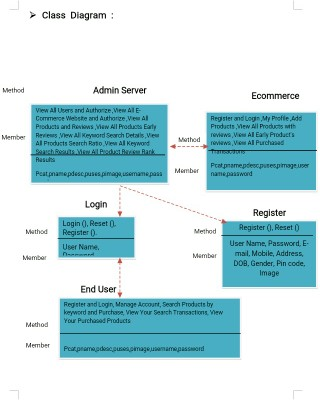 ➢ Class Diagram :
Admin Server
Method
View All Users and Authorize ,View All E-
Commerce Website and Authorize ,View All
Products and Reviews ,View All Products Early
Reviews ,View All Keyword Search Details ,View
All Products Search Ratio ,View All Keyword
Search Results ,View All Product Review Rank
Results
Member
Pcat,pname,pdesc,puses,pimage,username,pass
Ecommerce
Method
Register and Login ,My Profile ,Add
Products ,View All Products with
reviews ,View All Early Product's
reviews ,View All Purchased
Transactions
Member
Pcat,pname,pdesc,puses,pimage,user
name,password
Login
Method
Login (), Reset (),
Register ().
Member
User Name,
Password
Register
Method
Register (), Reset ()
Member
User Name, Password, E-
mail, Mobile, Address,
DOB, Gender, Pin code,
Image
End User
Method
Register and Login, Manage Account, Search Products by
keyword and Purchase, View Your Search Transactions, View
Your Purchased Products
Member
Pcat,pname,pdesc,puses,pimage,username,password